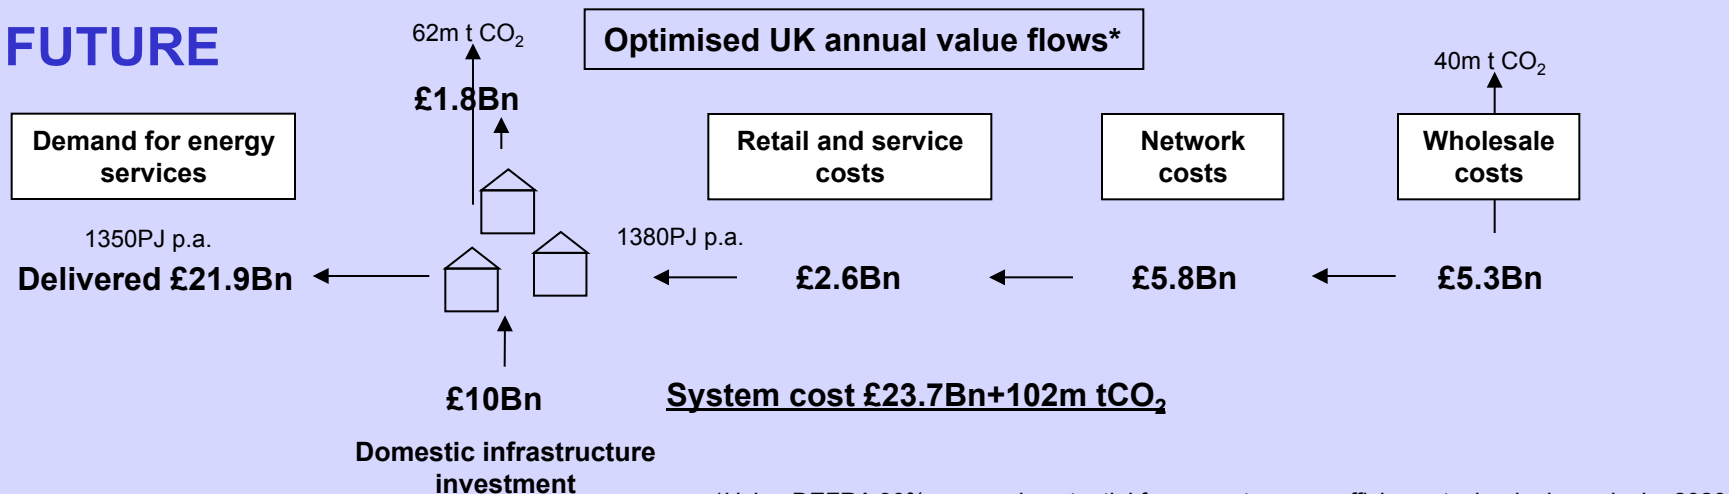 FUTURE
62m t CO₂
Optimised UK annual value flows*
40m t CO₂
£1.8Bn
Demand for energy
services
Retail and service
costs
Network
costs
Wholesale
costs
1350PJ p.a.
1380PJ p.a.
Delivered £21.9Bn
£2.6Bn
£5.8Bn
£5.3Bn
£10Bn
System cost £23.7Bn+102m tCO₂
Domestic infrastructure
investment